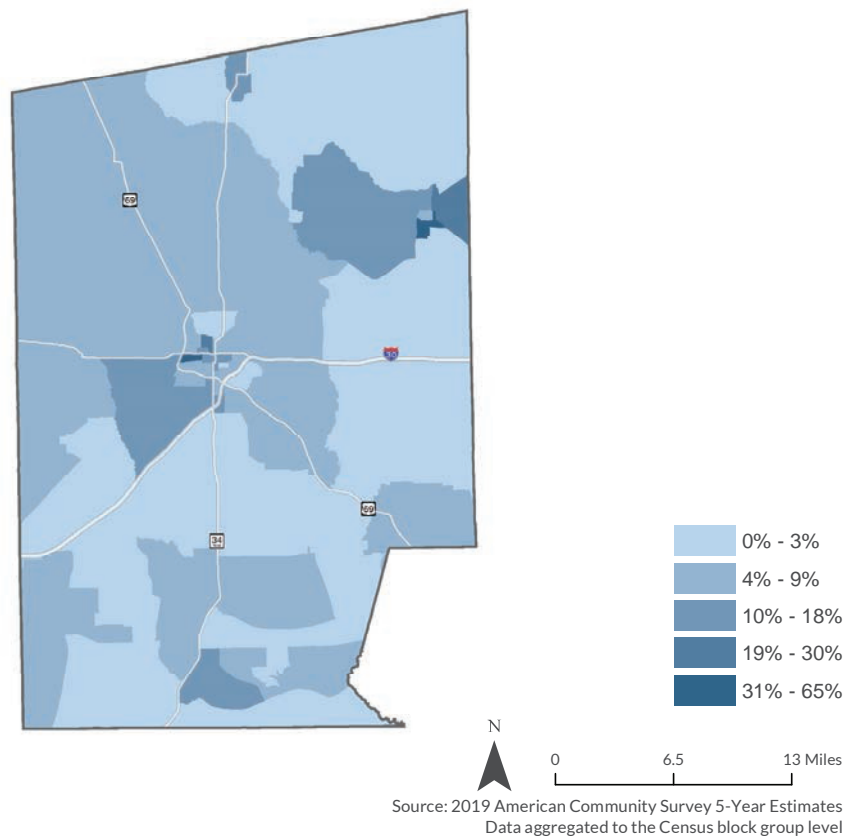 69
30
69
34
0% - 3%
4% - 9%
10% - 18%
19% - 30%
31% - 65%
N
0 6.5 13 Miles
Source: 2019 American Community Survey 5-Year Estimates
Data aggregated to the Census block group level